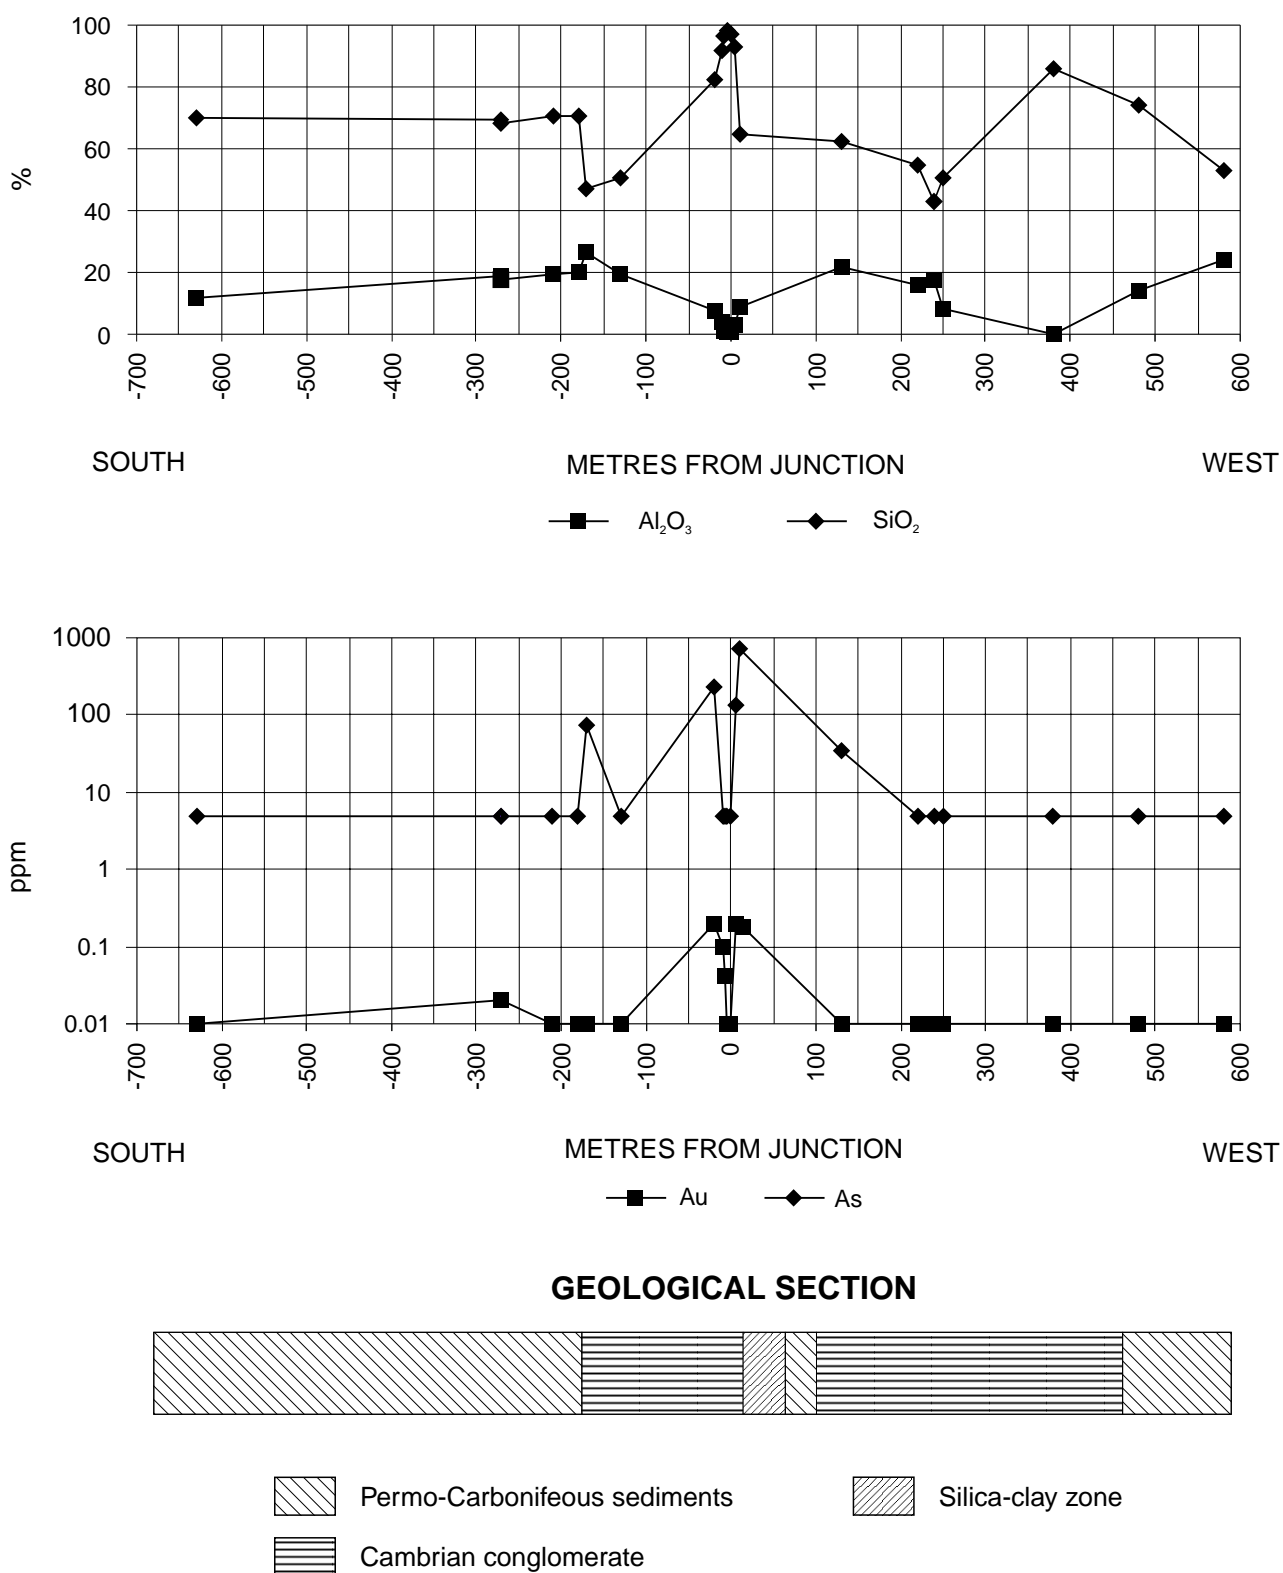 100
80
60
40
20
0
%
-700 -600 -500 -400 -300 -200 -100 0 100 200 300 400 500 600
SOUTH METRES FROM JUNCTION WEST
Al₂O₃ SiO₂
1000
100
10
1
0.1
0.01
ppm
-700 -600 -500 -400 -300 -200 -100 0 100 200 300 400 500 600
SOUTH METRES FROM JUNCTION WEST
Au As
GEOLOGICAL SECTION
Permo-Carbonifeous sediments Silica-clay zone
Cambrian conglomerate